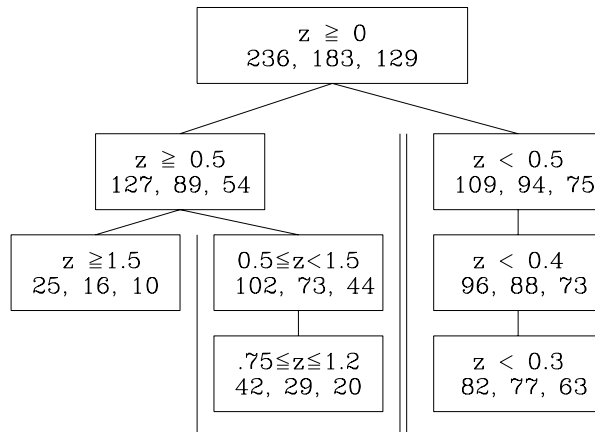 z ≧ 0
236, 183, 129
z ≧ 0.5
127, 89, 54
z < 0.5
109, 94, 75
z ≧1.5
25, 16, 10
0.5≦z<1.5
102, 73, 44
z < 0.4
96, 88, 73
.75≦z≦1.2
42, 29, 20
z < 0.3
82, 77, 63